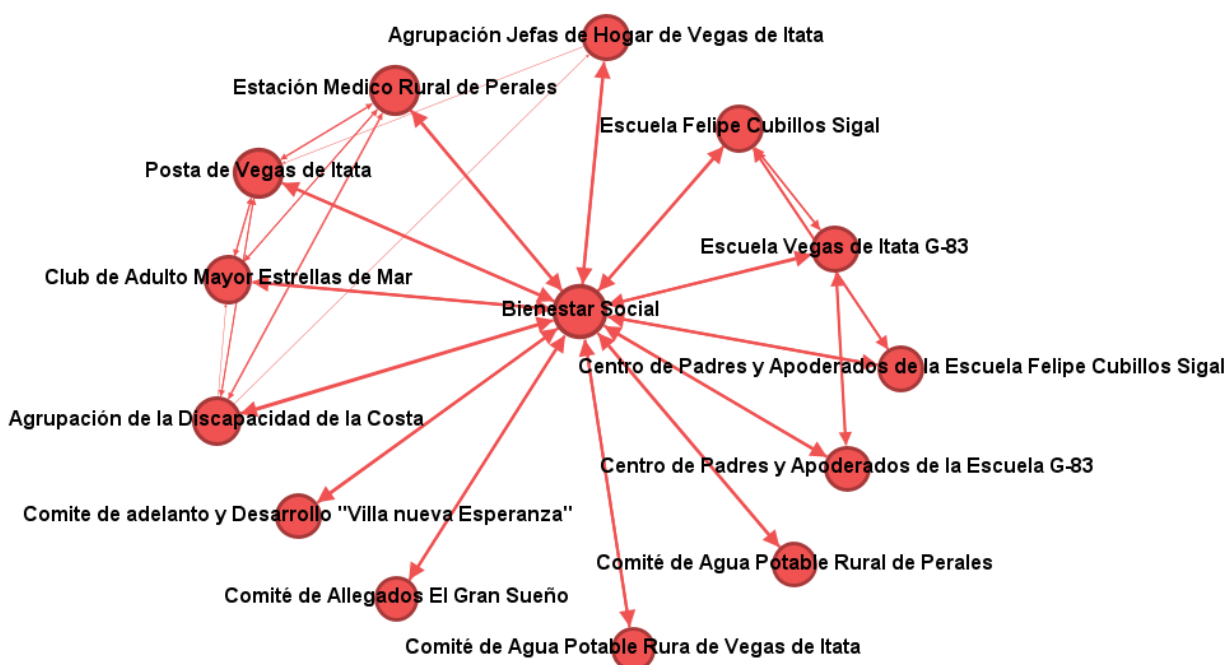 Agrupación Jefas de Hogar de Vegas de Itata
Estación Medico Rural de Perales
Escuela Felipe Cubillos Sigal
Posta de Vegas de Itata
Escuela Vegas de Itata G-83
Club de Adulto Mayor Estrellas de Mar
Bienestar Social
Centro de Padres y Apoderados de la Escuela Felipe Cubillos Sigal
Agrupación de la Discapacidad de la Costa
Centro de Padres y Apoderados de la Escuela G-83
Comite de adelanto y Desarrollo "Villa nueva Esperanza"
Comité de Agua Potable Rural de Perales
Comité de Allegados El Gran Sueño
Comité de Agua Potable Rura de Vegas de Itata